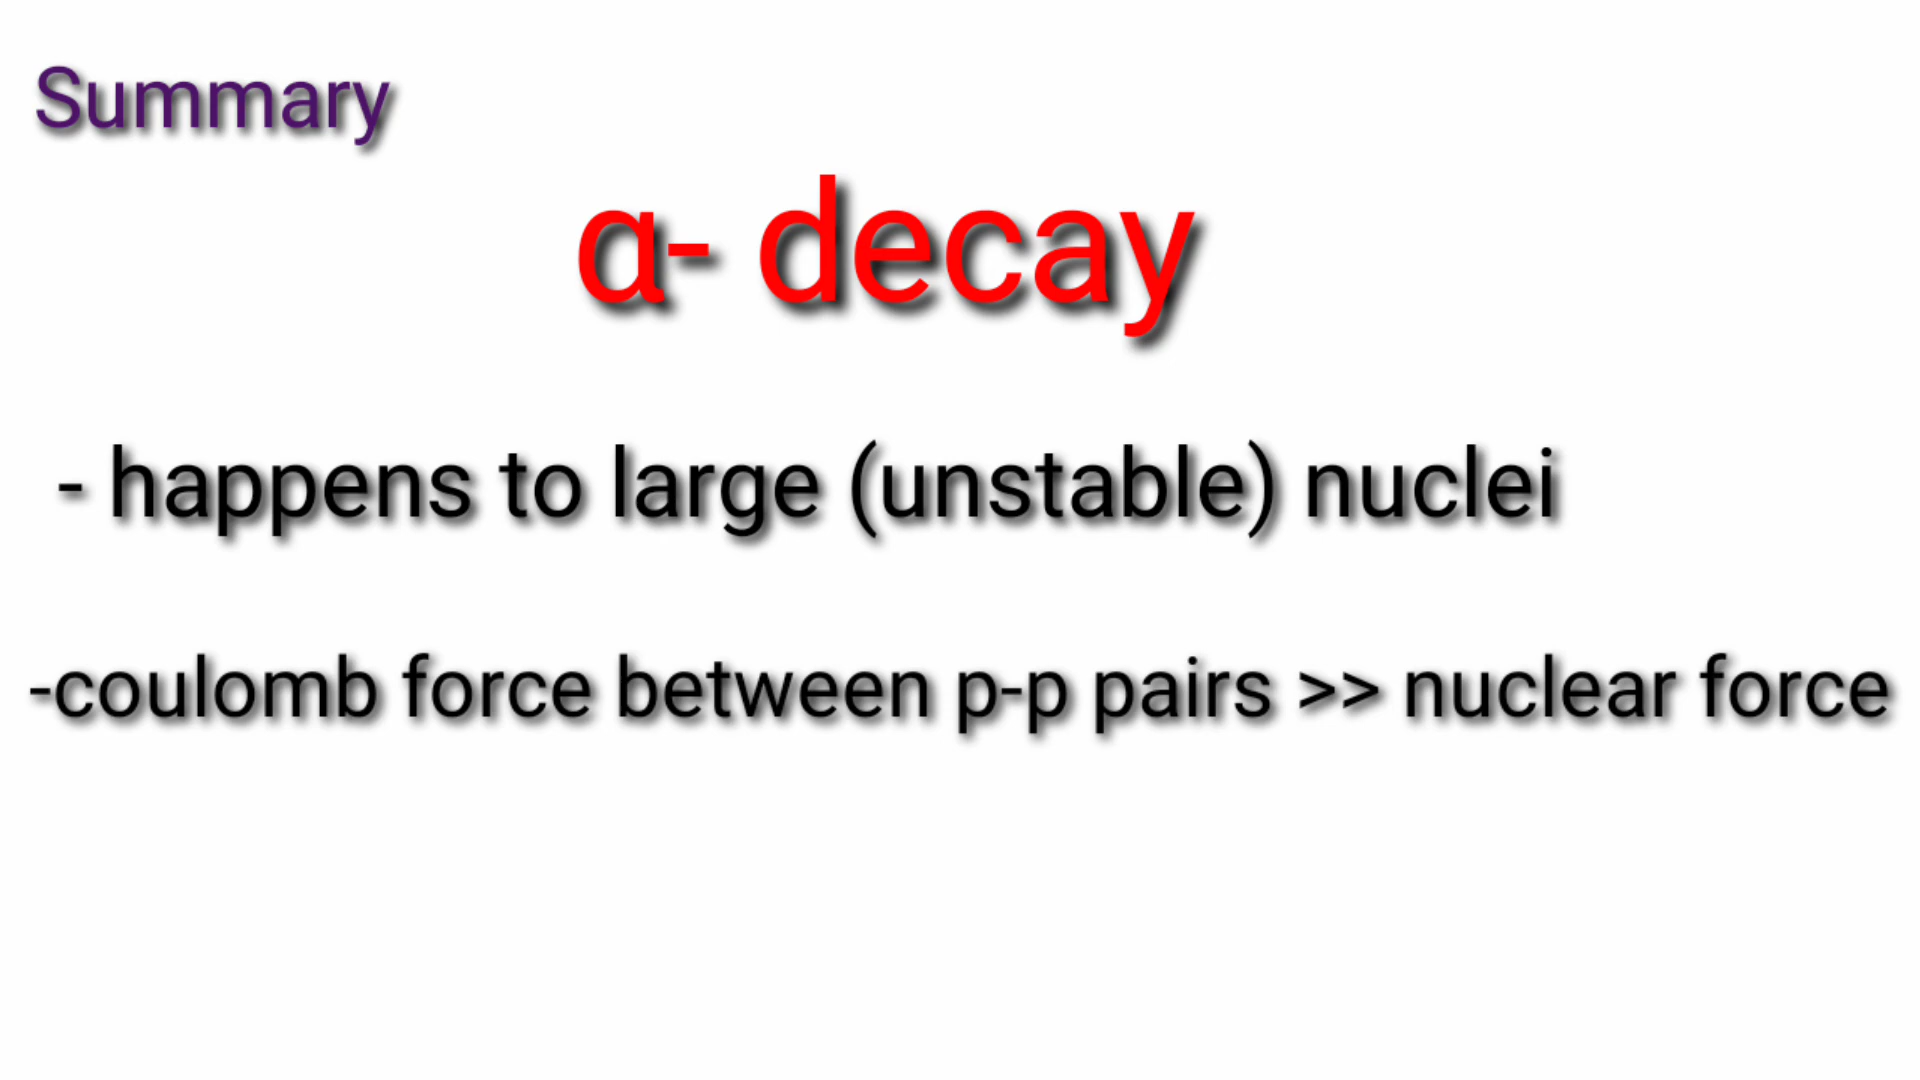 Summary
α- decay
- happens to large (unstable) nuclei
-coulomb force between p-p pairs >> nuclear force